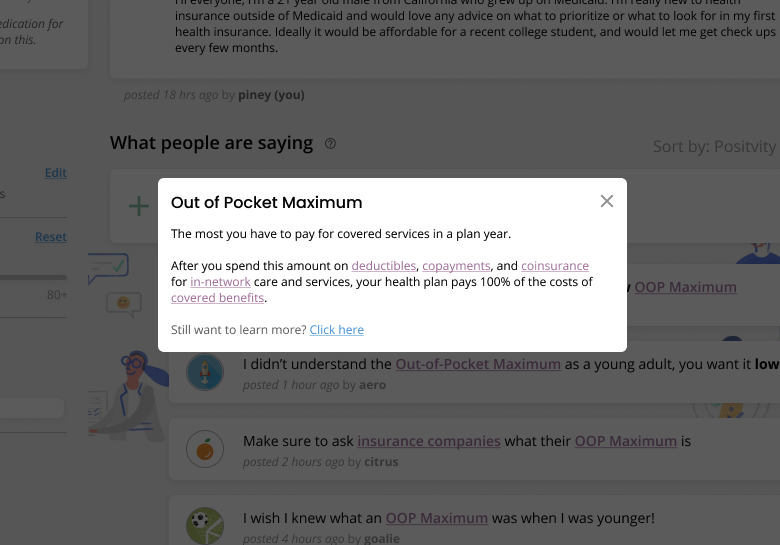 Hi everyone, I'm a 21 year old male from California who grew up on Medicaid. I'm really new to health
insurance outside of Medicaid and would love any advice on what to prioritize or what to look for in my first
health insurance. Ideally it would be affordable for a recent college student, and would let me get check ups
every few months.
edication for
on this.
posted 18 hrs ago by piney (you)
What people are saying
Sort by: Positvity
Edit
s
Reset
80+
Out of Pocket Maximum
The most you have to pay for covered services in a plan year.
After you spend this amount on deductibles, copayments, and coinsurance
for in-network care and services, your health plan pays 100% of the costs of
covered benefits.
Still want to learn more? Click here
w OOP Maximum
I didn't understand the Out-of-Pocket Maximum as a young adult, you want it low
posted 1 hour ago by aero
Make sure to ask insurance companies what their OOP Maximum is
posted 2 hours ago by citrus
I wish I knew what an OOP Maximum was when I was younger!
posted 4 hours ago by goalie